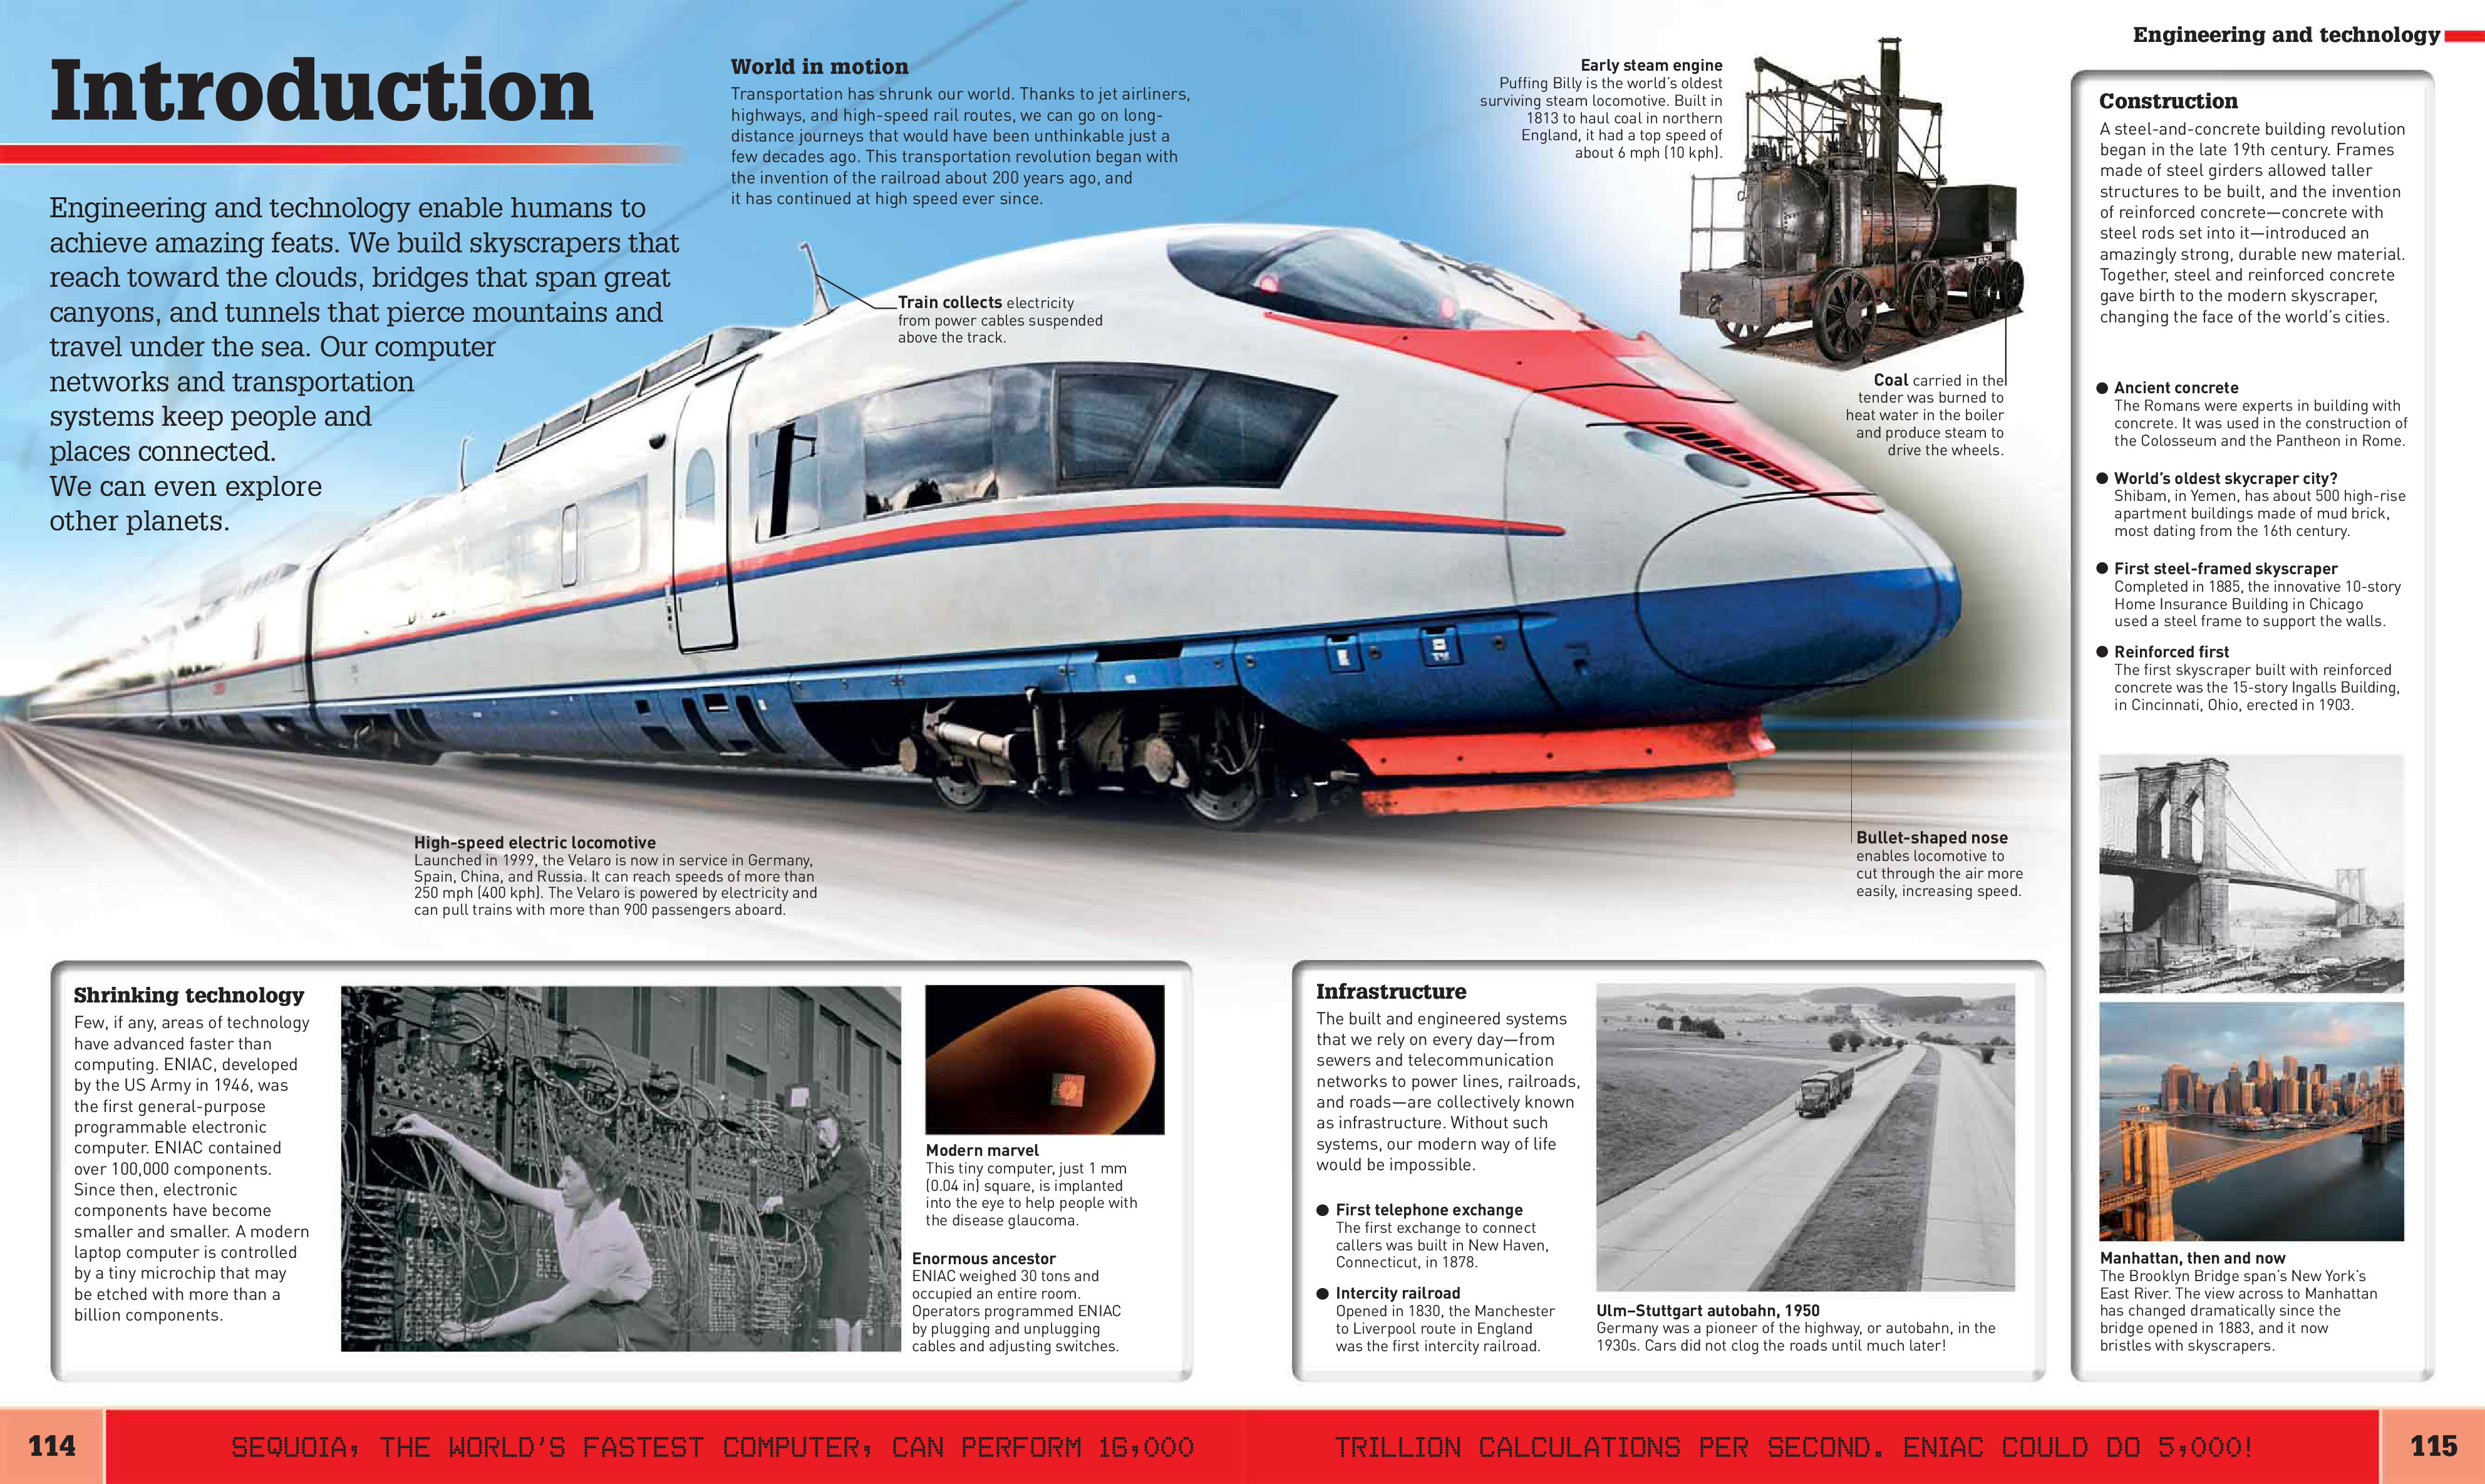 Introduction
Engineering and technology enable humans to
achieve amazing feats. We build skyscrapers that
reach toward the clouds, bridges that span great
canyons, and tunnels that pierce mountains and
travel under the sea. Our computer
networks and transportation
systems keep people and
places connected.
We can even explore
other planets.
World in motion
Transportation has shrunk our world. Thanks to jet airliners,
highways, and high-speed rail routes, we can go on long-
distance journeys that would have been unthinkable just a
few decades ago. This transportation revolution began with
the invention of the railroad about 200 years ago, and
it has continued at high speed ever since.
Train collects electricity
from power cables suspended
above the track.
Early steam engine
Puffing Billy is the world's oldest
surviving steam locomotive. Built in
1813 to haul coal in northern
England, it had a top speed of
about 6 mph (10 kph).
Coal carried in the
tender was burned to
heat water in the boiler
and produce steam to
drive the wheels.
High-speed electric locomotive
Launched in 1999, the Velaro is now in service in Germany,
Spain, China, and Russia. It can reach speeds of more than
250 mph (400 kph). The Velaro is powered by electricity and
can pull trains with more than 900 passengers aboard.
Bullet-shaped nose
enables locomotive to
cut through the air more
easily, increasing speed.
Shrinking technology
Few, if any, areas of technology
have advanced faster than
computing. ENIAC, developed
by the US Army in 1946, was
the first general-purpose
programmable electronic
computer. ENIAC contained
over 100,000 components.
Since then, electronic
components have become
smaller and smaller. A modern
laptop computer is controlled
by a tiny microchip that may
be etched with more than a
billion components.
Modern marvel
This tiny computer, just 1 mm
(0.04 in) square, is implanted
into the eye to help people with
the disease glaucoma.
Enormous ancestor
ENIAC weighed 30 tons and
occupied an entire room.
Operators programmed ENIAC
by plugging and unplugging
cables and adjusting switches.
Infrastructure
The built and engineered systems
that we rely on every day—from
sewers and telecommunication
networks to power lines, railroads,
and roads—are collectively known
as infrastructure. Without such
systems, our modern way of life
would be impossible.
● First telephone exchange
The first exchange to connect
callers was built in New Haven,
Connecticut, in 1878.
● Intercity railroad
Opened in 1830, the Manchester
to Liverpool route in England
was the first intercity railroad.
Ulm–Stuttgart autobahn, 1950
Germany was a pioneer of the highway, or autobahn, in the
1930s. Cars did not clog the roads until much later!
Engineering and technology
Construction
A steel-and-concrete building revolution
began in the late 19th century. Frames
made of steel girders allowed taller
structures to be built, and the invention
of reinforced concrete—concrete with
steel rods set into it—introduced an
amazingly strong, durable new material.
Together, steel and reinforced concrete
gave birth to the modern skyscraper,
changing the face of the world's cities.
● Ancient concrete
The Romans were experts in building with
concrete. It was used in the construction of
the Colosseum and the Pantheon in Rome.
● World's oldest skycraper city?
Shibam, in Yemen, has about 500 high-rise
apartment buildings made of mud brick,
most dating from the 16th century.
● First steel-framed skyscraper
Completed in 1885, the innovative 10-story
Home Insurance Building in Chicago
used a steel frame to support the walls.
● Reinforced first
The first skyscraper built with reinforced
concrete was the 15-story Ingalls Building,
in Cincinnati, Ohio, erected in 1903.
Manhattan, then and now
The Brooklyn Bridge span's New York's
East River. The view across to Manhattan
has changed dramatically since the
bridge opened in 1883, and it now
bristles with skyscrapers.
114
SEQUOIA, THE WORLD'S FASTEST COMPUTER, CAN PERFORM 16,000
TRILLION CALCULATIONS PER SECOND. ENIAC COULD DO 5,000!
115